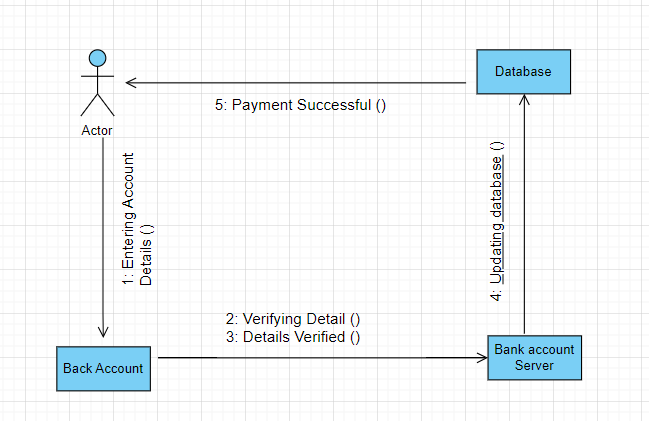 Database
5: Payment Successful ()
Actor
1: Entering Account
Details ()
4: Updating database ()
2: Verifying Detail ()
3: Details Verified ()
Back Account
Bank account
Server